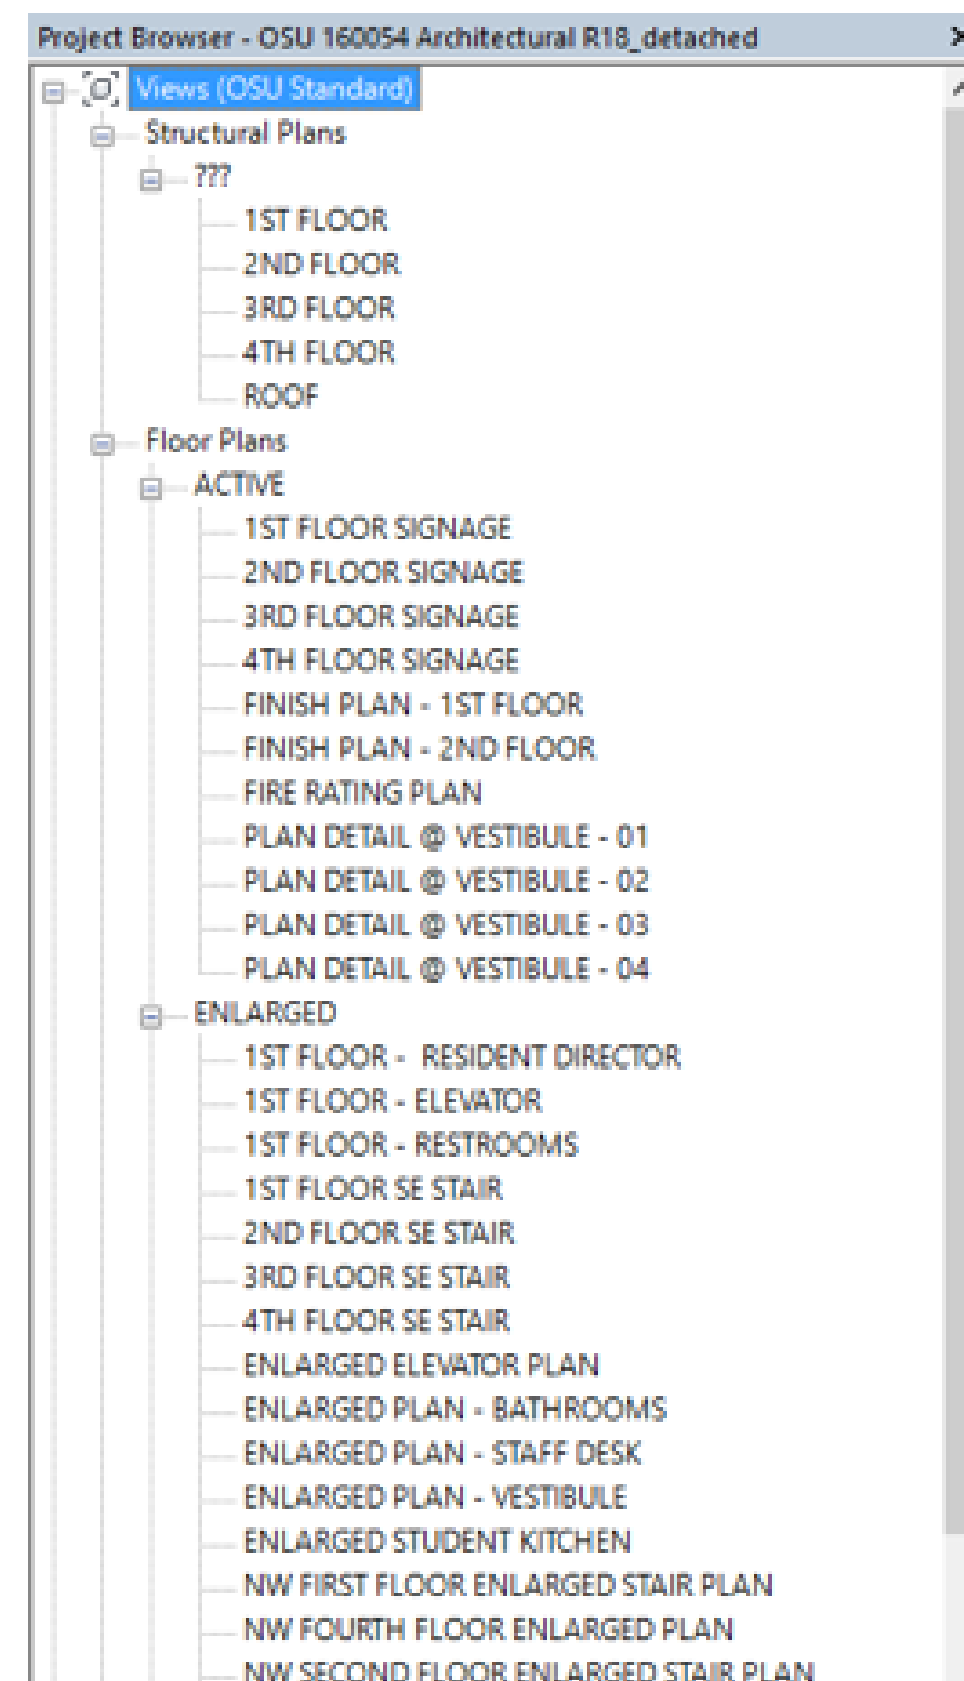 Project Browser - OSU 160054 Architectural R18_detached
Views (OSU Standard)
Structural Plans
???
1ST FLOOR
2ND FLOOR
3RD FLOOR
4TH FLOOR
ROOF
Floor Plans
ACTIVE
1ST FLOOR SIGNAGE
2ND FLOOR SIGNAGE
3RD FLOOR SIGNAGE
4TH FLOOR SIGNAGE
FINISH PLAN - 1ST FLOOR
FINISH PLAN - 2ND FLOOR
FIRE RATING PLAN
PLAN DETAIL @ VESTIBULE - 01
PLAN DETAIL @ VESTIBULE - 02
PLAN DETAIL @ VESTIBULE - 03
PLAN DETAIL @ VESTIBULE - 04
ENLARGED
1ST FLOOR -  RESIDENT DIRECTOR
1ST FLOOR - ELEVATOR
1ST FLOOR - RESTROOMS
1ST FLOOR SE STAIR
2ND FLOOR SE STAIR
3RD FLOOR SE STAIR
4TH FLOOR SE STAIR
ENLARGED ELEVATOR PLAN
ENLARGED PLAN - BATHROOMS
ENLARGED PLAN - STAFF DESK
ENLARGED PLAN - VESTIBULE
ENLARGED STUDENT KITCHEN
NW FIRST FLOOR ENLARGED STAIR PLAN
NW FOURTH FLOOR ENLARGED PLAN
NW SECOND FLOOR ENLARGED STAIR PLAN